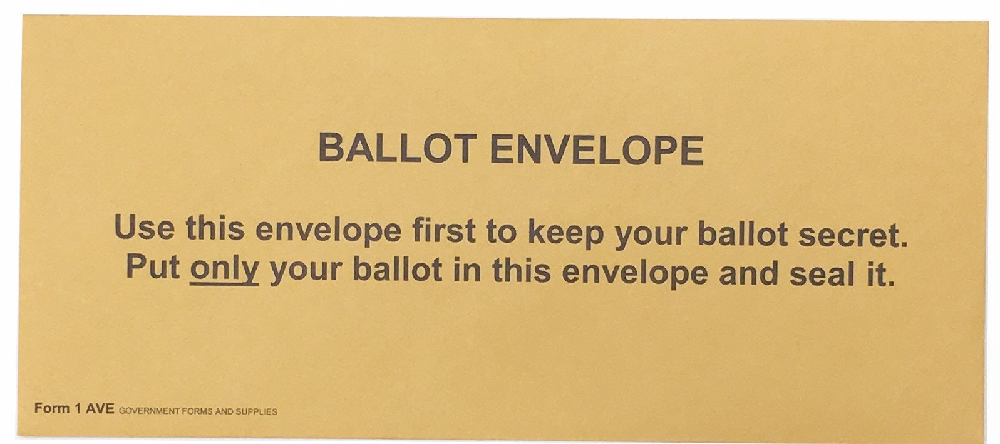 BALLOT ENVELOPE
Use this envelope first to keep your ballot secret.
Put only your ballot in this envelope and seal it.
Form 1 AVE GOVERNMENT FORMS AND SUPPLIES